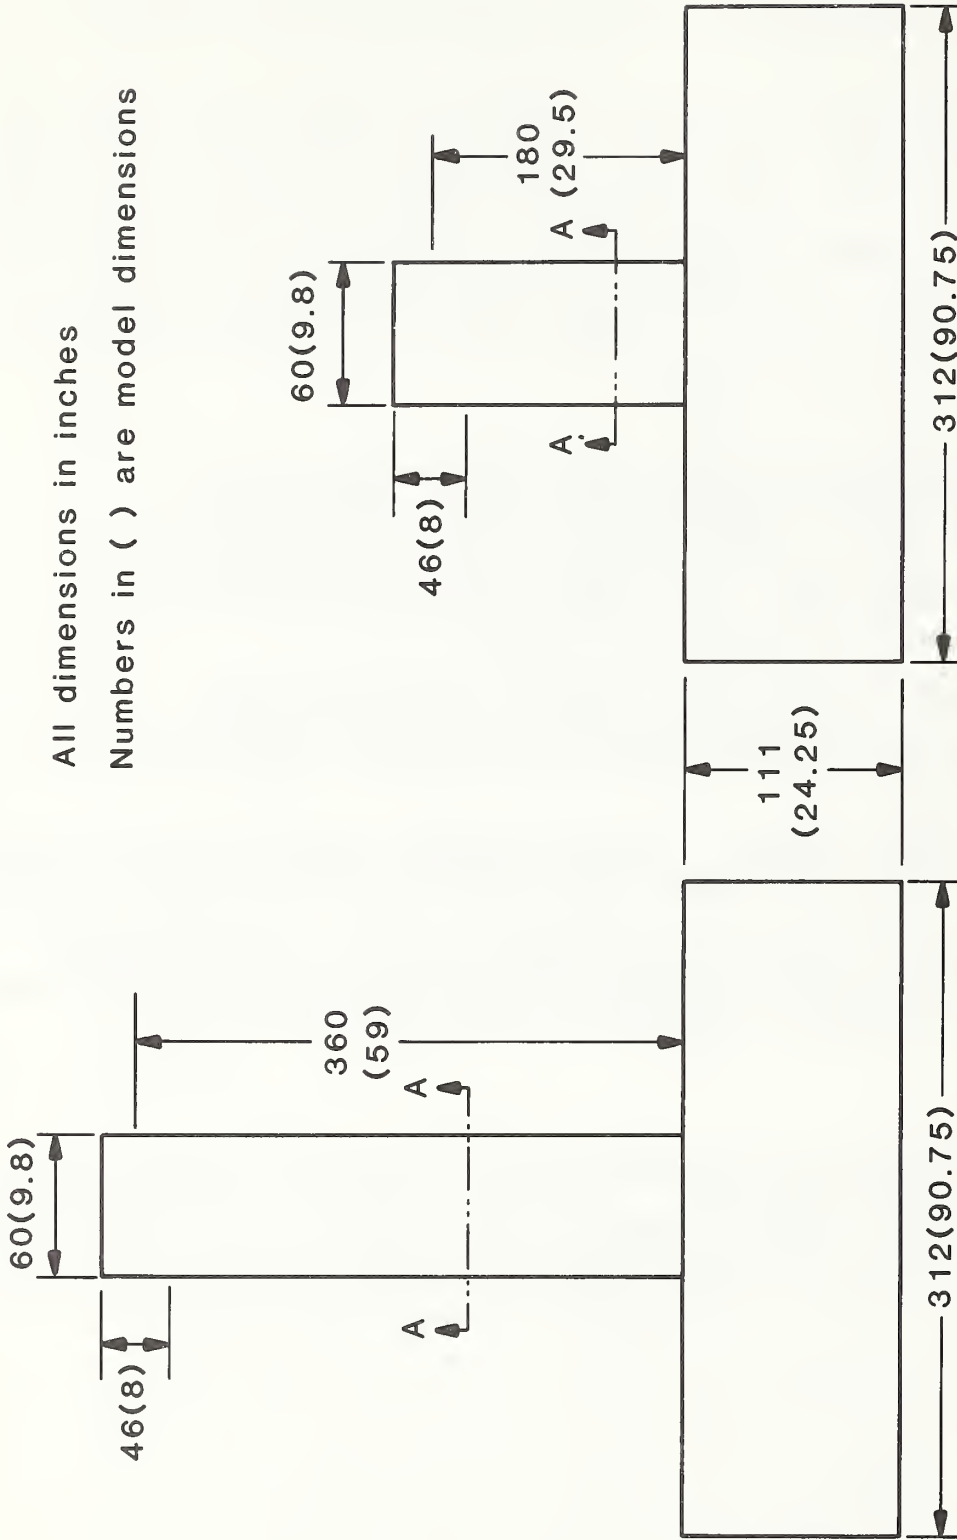 All dimensions in inches
Numbers in ( ) are model dimensions
60(9.8)
46(8)
360
(59)
A
A
312(90.75)
111
(24.25)
60(9.8)
46(8)
180
(29.5)
A
A
312(90.75)